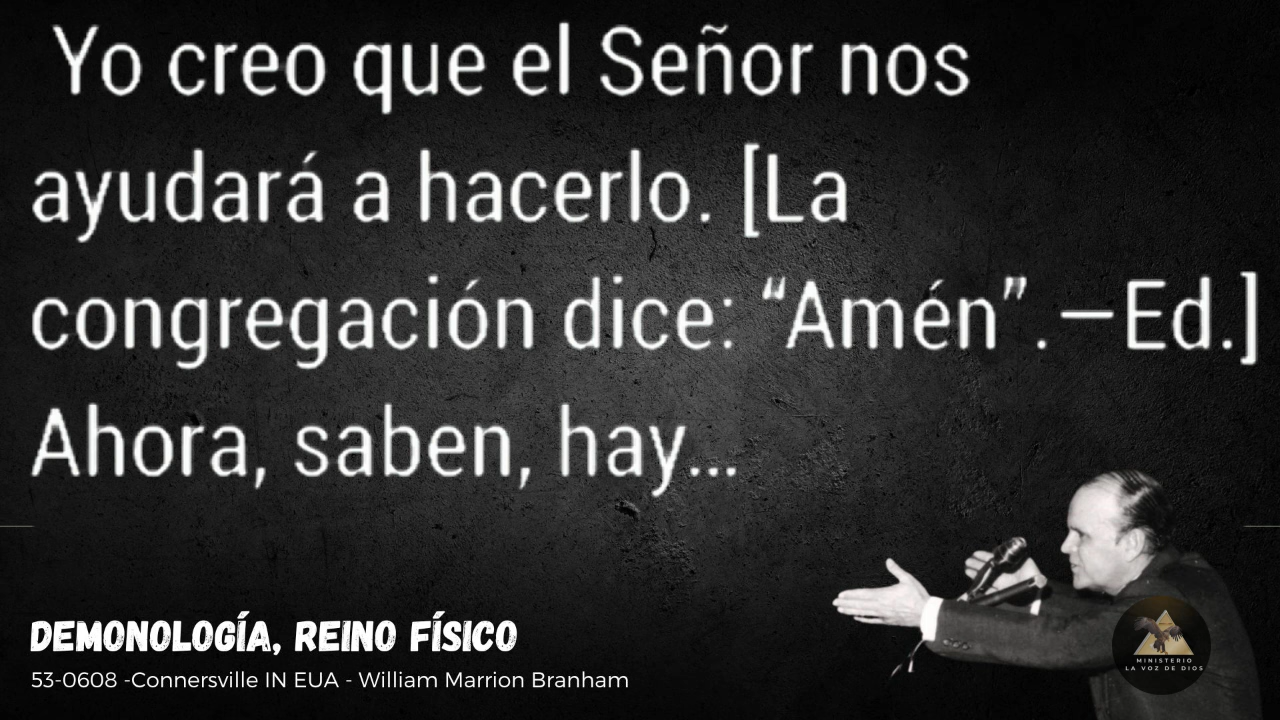 Yo creo que el Señor nos
ayudará a hacerlo. [La
congregación dice: “Amén”.—Ed.]
Ahora, saben, hay...
DEMONOLOGÍA, REINO FÍSICO
53-0608 -Connersville IN EUA - William Marrion Branham
MINISTERIO
LA VOZ DE DIOS